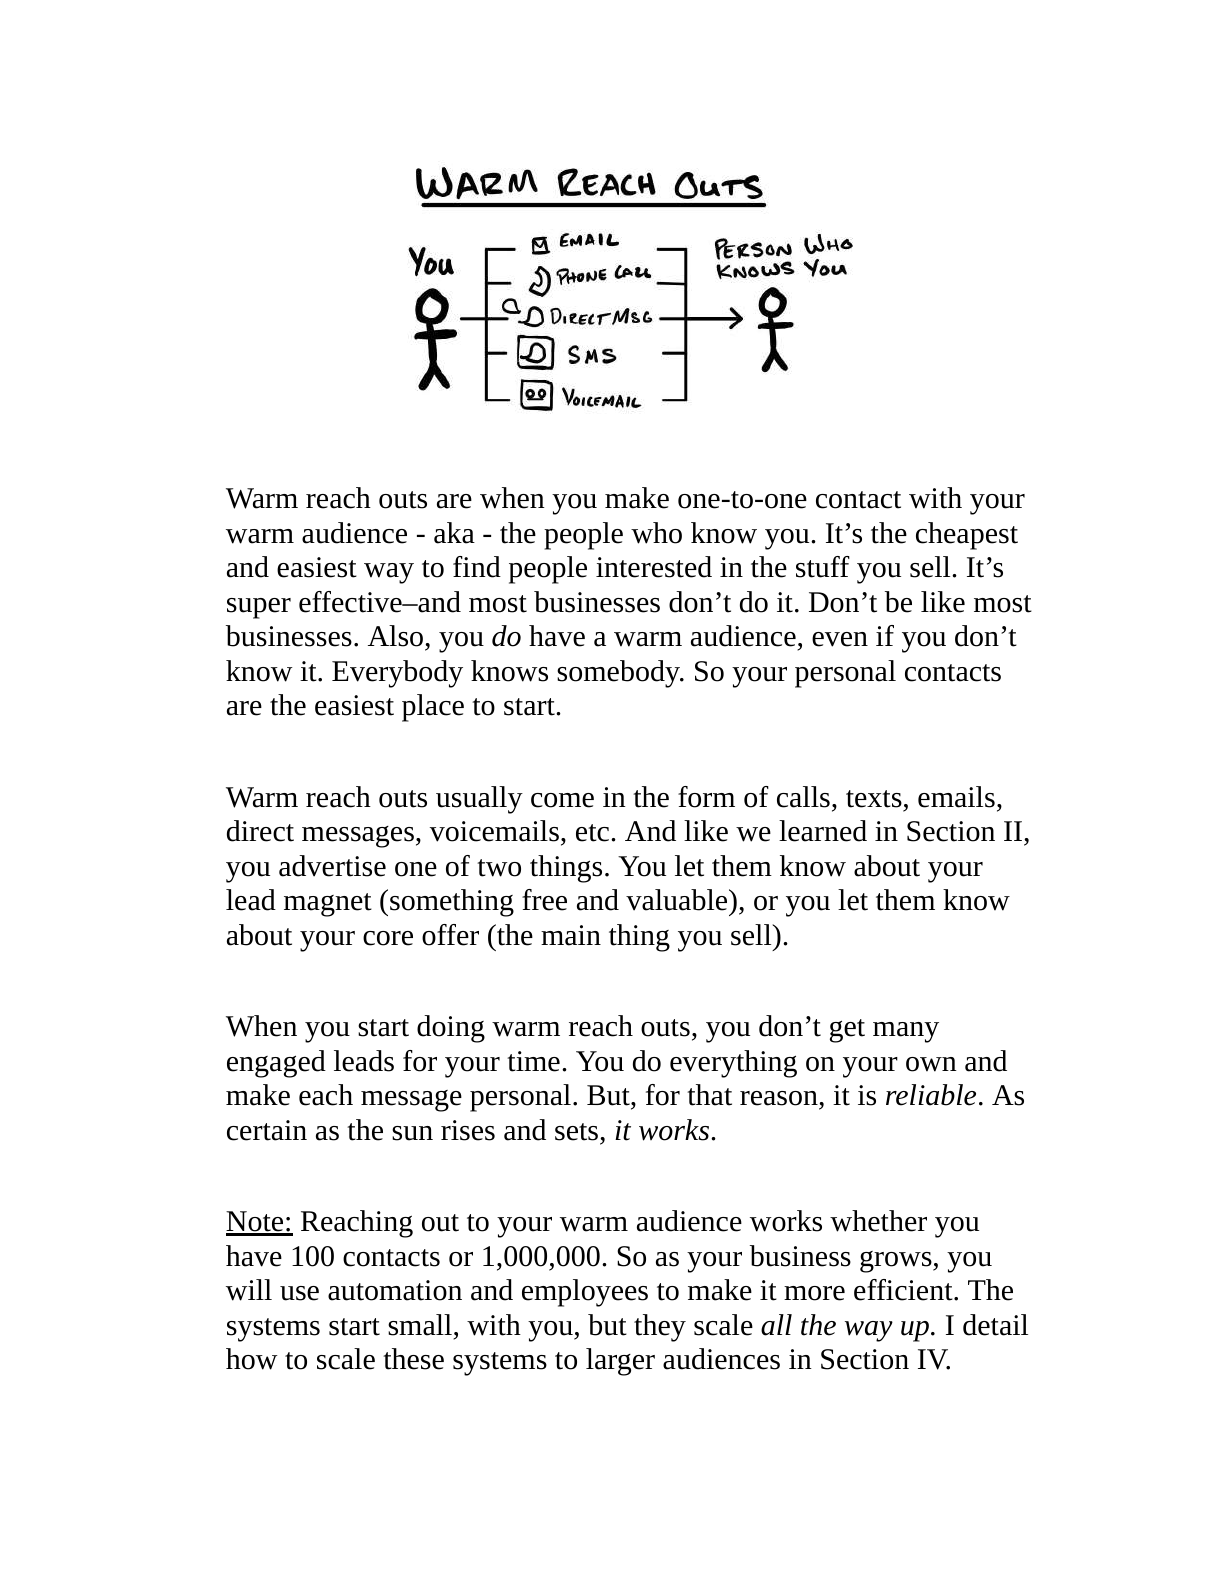 WARM REACH OUTS
You
EMAIL
PHONE CALL
DIRECT MSG
SMS
VOICEMAIL
PERSON WHO
KNOWS You
Warm reach outs are when you make one-to-one contact with your
warm audience - aka - the people who know you. It’s the cheapest
and easiest way to find people interested in the stuff you sell. It’s
super effective–and most businesses don’t do it. Don’t be like most
businesses. Also, you do have a warm audience, even if you don’t
know it. Everybody knows somebody. So your personal contacts
are the easiest place to start.
Warm reach outs usually come in the form of calls, texts, emails,
direct messages, voicemails, etc. And like we learned in Section II,
you advertise one of two things. You let them know about your
lead magnet (something free and valuable), or you let them know
about your core offer (the main thing you sell).
When you start doing warm reach outs, you don’t get many
engaged leads for your time. You do everything on your own and
make each message personal. But, for that reason, it is reliable. As
certain as the sun rises and sets, it works.
Note: Reaching out to your warm audience works whether you
have 100 contacts or 1,000,000. So as your business grows, you
will use automation and employees to make it more efficient. The
systems start small, with you, but they scale all the way up. I detail
how to scale these systems to larger audiences in Section IV.